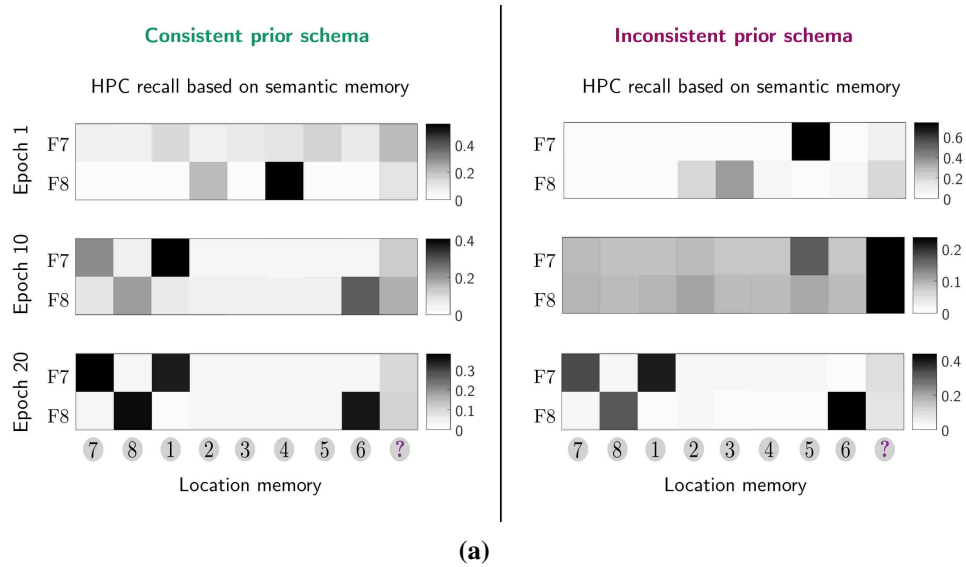 Consistent prior schema
HPC recall based on semantic memory
Epoch 1
F7
F8
0.4
0.2
0
Epoch 10
F7
F8
0.4
0.2
0
Epoch 20
F7
F8
0.3
0.2
0.1
0
7 8 1 2 3 4 5 6 ?
Location memory
Inconsistent prior schema
HPC recall based on semantic memory
F7
F8
0.6
0.4
0.2
0
F7
F8
0.2
0.1
0
F7
F8
0.4
0.2
0
7 8 1 2 3 4 5 6 ?
Location memory
(a)